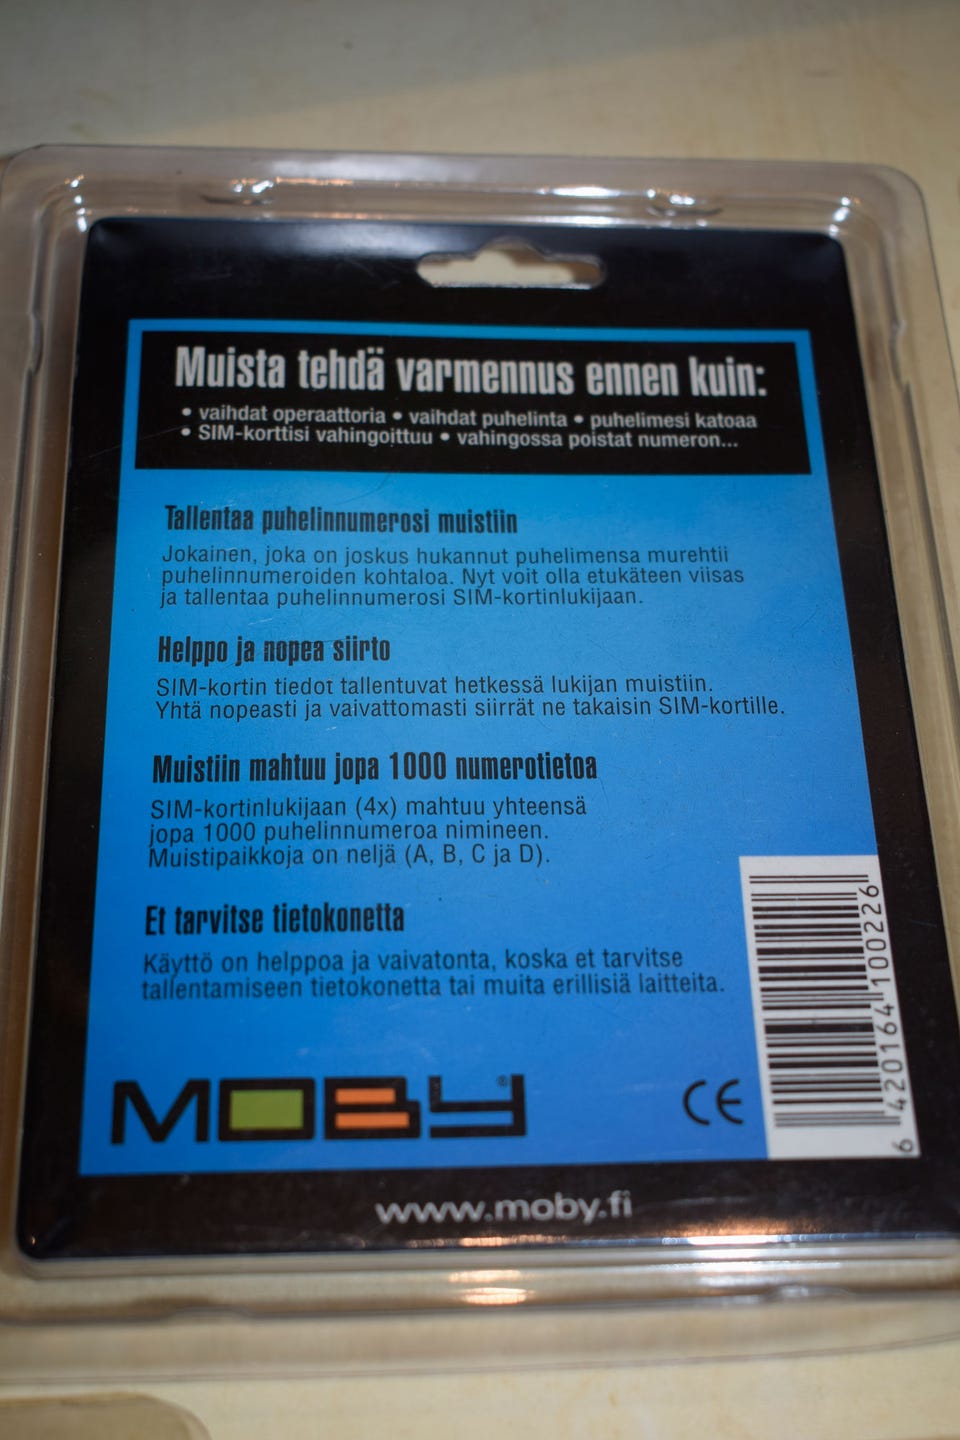 Muista tehdä varmennus ennen kuin:
• vaihdat operaattoria • vaihdat puhelinta • puhelimesi katoaa
• SIM-korttisi vahingoittuu • vahingossa poistat numeron...
Tallentaa puhelinnumerosi muistiin
Jokainen, joka on joskus hukannut puhelimensa murehtii
puhelinnumeroiden kohtaloa. Nyt voit olla etukäteen viisas
ja tallentaa puhelinnumerosi SIM-kortinlukijaan.
Helppo ja nopea siirto
SIM-kortin tiedot tallentuvat hetkessä lukijan muistiin.
Yhtä nopeasti ja vaivattomasti siirrät ne takaisin SIM-kortille.
Muistiin mahtuu jopa 1000 numerotietoa
SIM-kortinlukijaan (4x) mahtuu yhteensä
jopa 1000 puhelinnumeroa nimineen.
Muistipaikkoja on neljä (A, B, C ja D).
Et tarvitse tietokonetta
Käyttö on helppoa ja vaivatonta, koska et tarvitse
tallentamiseen tietokonetta tai muita erillisiä laitteita.
MOBY®
CE
6 420164 100226
www.moby.fi